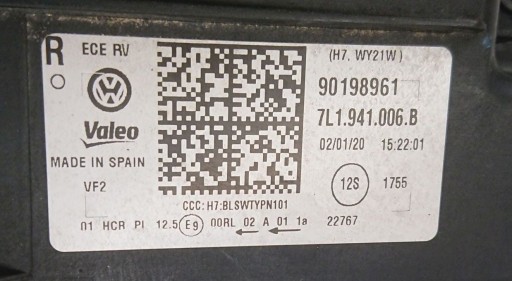 R ECE RV (H7, WY21W)
90198961
Valeo 7L1.941.006.B
02/01/20 15:22:01
MADE IN SPAIN
VF2 12S 1755
CCC:H7:BLSWTYPN101
01 HCR PI 12.5 E9 00RL 02 A 01 1a 22767